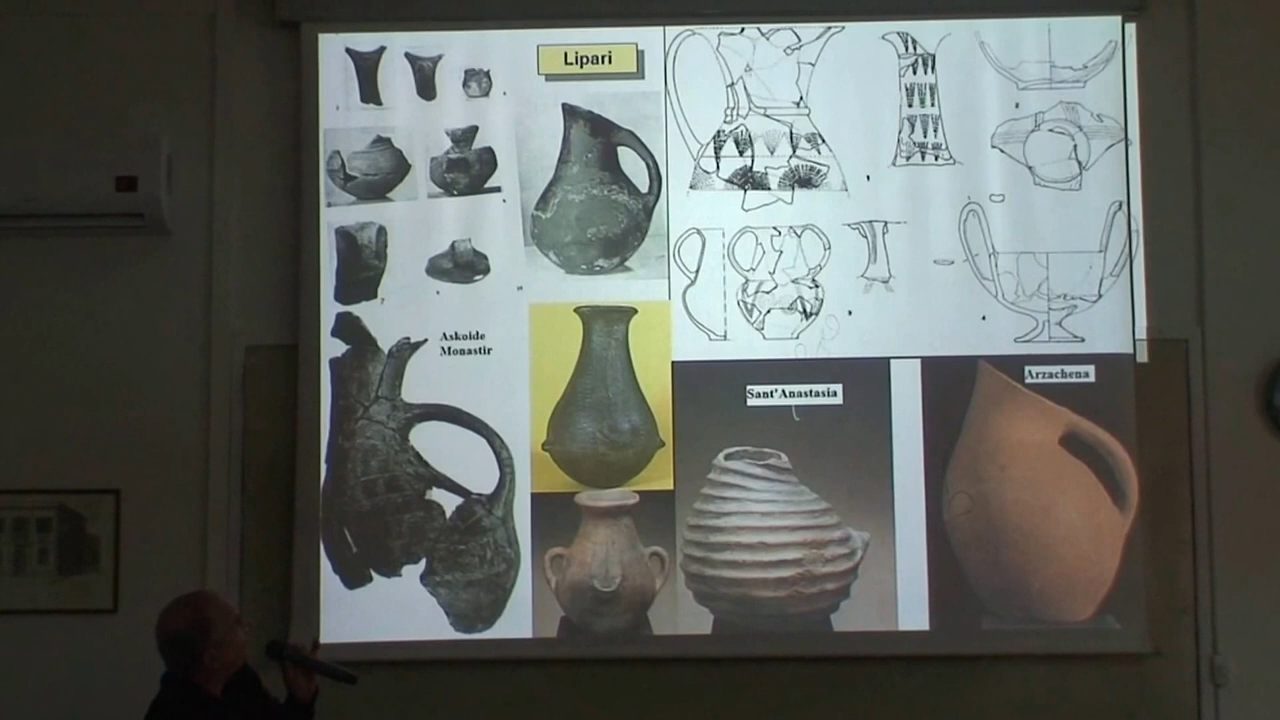 Lipari
Askoide
Monastir
Sant'Anastasia
Arzachena